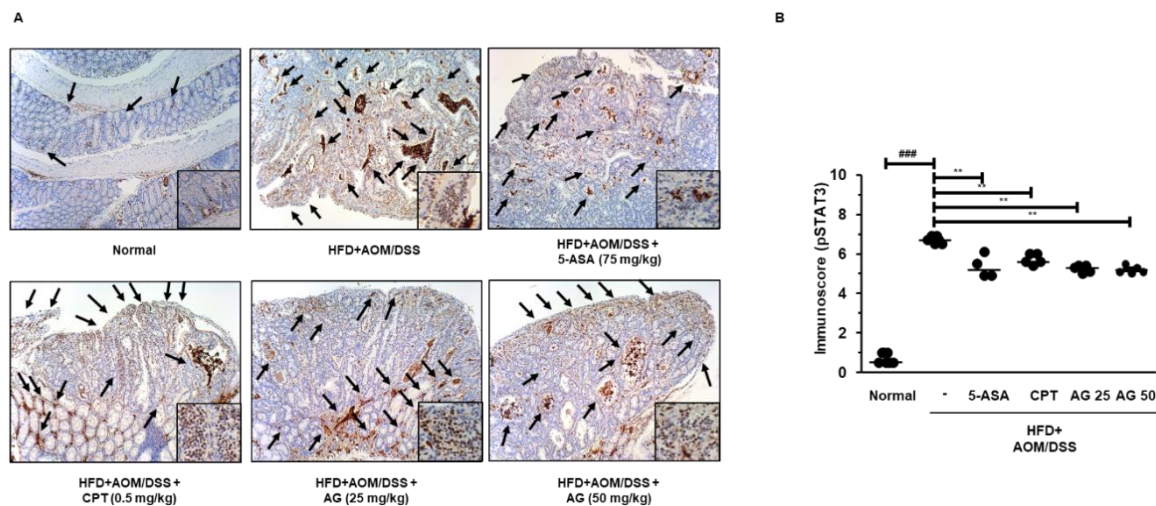 A
Normal
HFD+AOM/DSS
HFD+AOM/DSS +
5-ASA (75 mg/kg)
HFD+AOM/DSS +
CPT (0.5 mg/kg)
HFD+AOM/DSS +
AG (25 mg/kg)
HFD+AOM/DSS +
AG (50 mg/kg)
B
###
**
**
**
**
Immunoscore (pSTAT3)
10
8
6
4
2
0
Normal - 5-ASA CPT AG 25 AG 50
HFD+
AOM/DSS